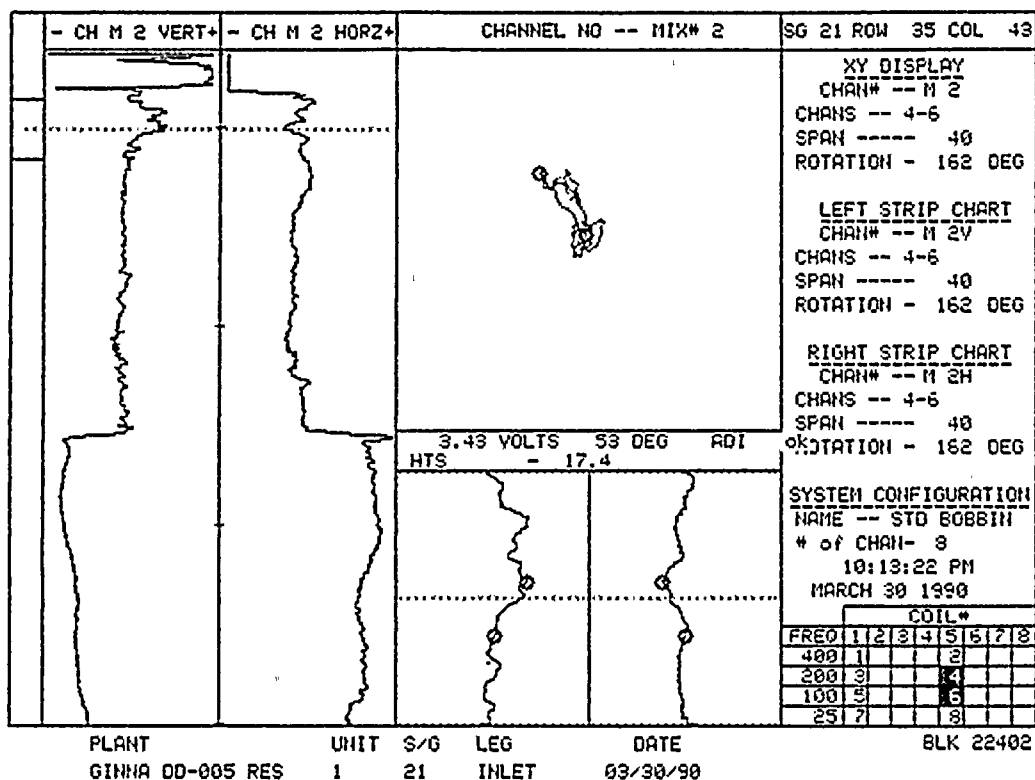 - CH M 2 VERT+ - CH M 2 HORZ+ CHANNEL NO -- MIX# 2 SG 21 ROW 35 COL 43
XY DISPLAY
CHAN# -- M 2
CHANS -- 4-6
SPAN ----- 40
ROTATION - 162 DEG
LEFT STRIP CHART
CHAN# -- M 2V
CHANS -- 4-6
SPAN ----- 40
ROTATION - 162 DEG
RIGHT STRIP CHART
CHAN# -- M 2H
CHANS -- 4-6
SPAN ----- 40
ROTATION - 162 DEG
3.43 VOLTS 53 DEG ADI ok
HTS - 17.4
SYSTEM CONFIGURATION
NAME -- STD BOBBIN
# of CHAN- 8
10:13:22 PM
MARCH 30 1990
COIL#
FREQ 1 2 3 4 5 6 7 8
400 1 2
200 3 4
100 5 6
25 7 8
PLANT UNIT S/G LEG DATE BLK 22402
GINNA DD-005 RES 1 21 INLET 03/30/90